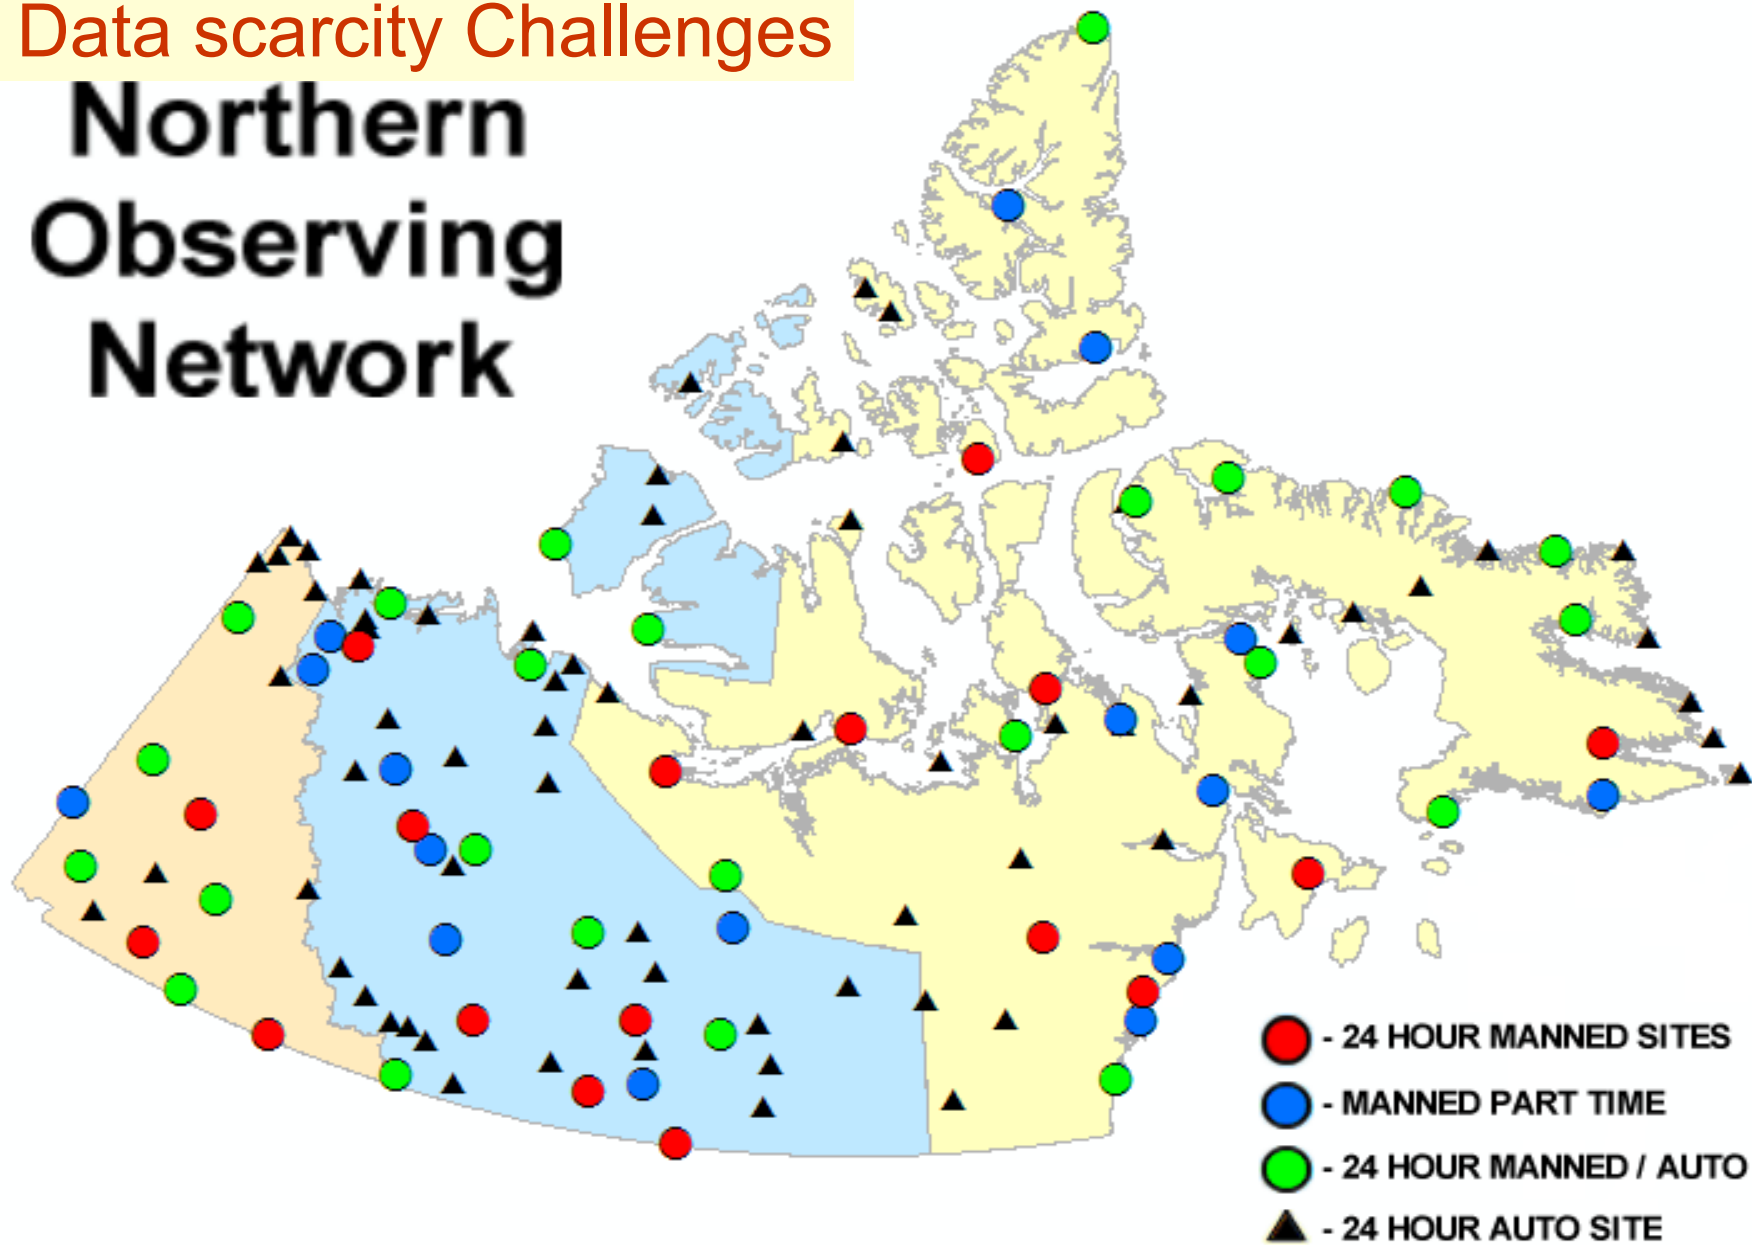 Data scarcity Challenges
Northern
Observing
Network
- 24 HOUR MANNED SITES
- MANNED PART TIME
- 24 HOUR MANNED / AUTO
- 24 HOUR AUTO SITE